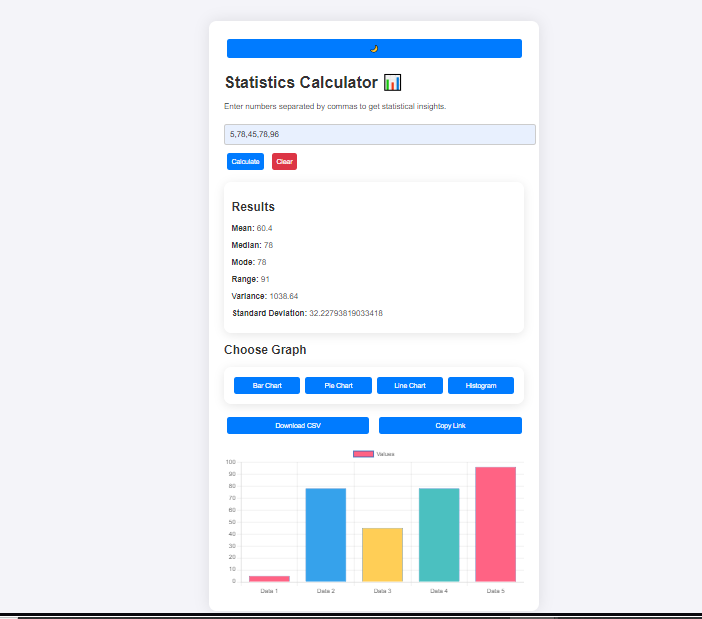 Statistics Calculator
Enter numbers separated by commas to get statistical insights.
5,78,45,78,96
Calculate Clear
Results
Mean: 60.4
Median: 78
Mode: 78
Range: 91
Variance: 1038.64
Standard Deviation: 32.22793819033418
Choose Graph
Bar Chart Pie Chart Line Chart Histogram
Download CSV Copy Link
Values
100
90
80
70
60
50
40
30
20
10
0
Data 1 Data 2 Data 3 Data 4 Data 5